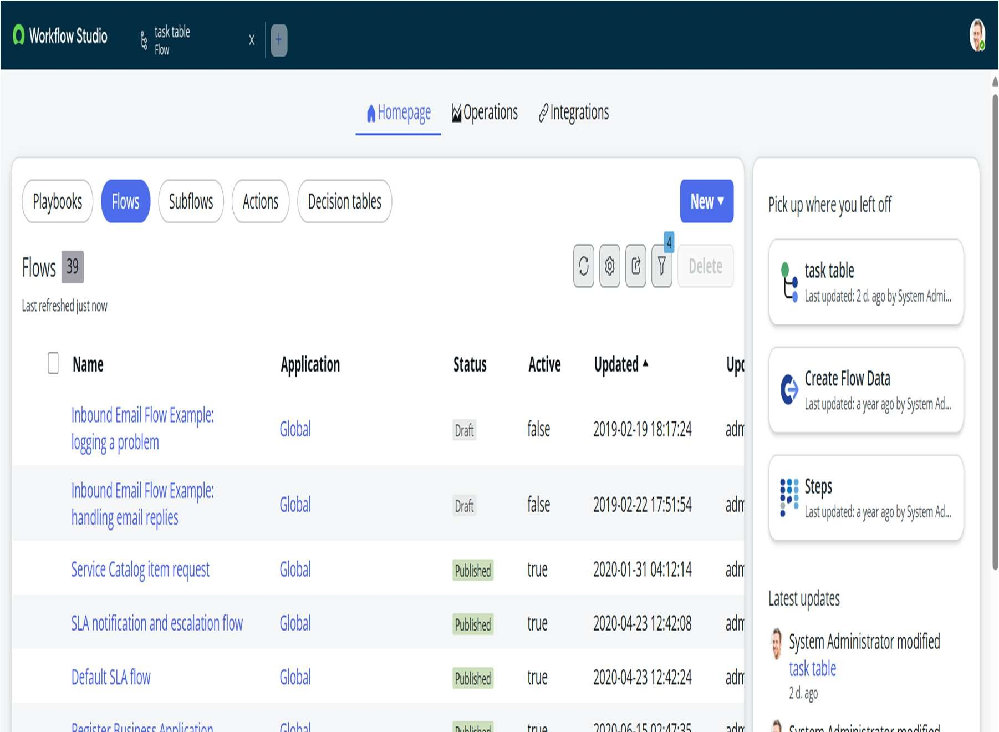 Workflow Studio
task table
Flow
Homepage
Operations
Integrations
Playbooks
Flows
Subflows
Actions
Decision tables
New
Flows 39
4
Delete
Last refreshed just now
Name Application Status Active Updated Upd
Inbound Email Flow Example:
logging a problem
Global Draft false 2019-02-19 18:17:24 adm
Inbound Email Flow Example:
handling email replies
Global Draft false 2019-02-22 17:51:54 adm
Service Catalog item request Global Published true 2020-01-31 04:12:14 adm
SLA notification and escalation flow Global Published true 2020-04-23 12:42:08 adm
Default SLA flow Global Published true 2020-04-23 12:42:24 adm
Register Business Application Global Published true 2020-06-15 02:47:35 adm
Pick up where you left off
task table
Last updated: 2 d. ago by System Admi...
Create Flow Data
Last updated: a year ago by System Ad...
Steps
Last updated: a year ago by System Ad...
Latest updates
System Administrator modified
task table
2 d. ago
System Administrator modified